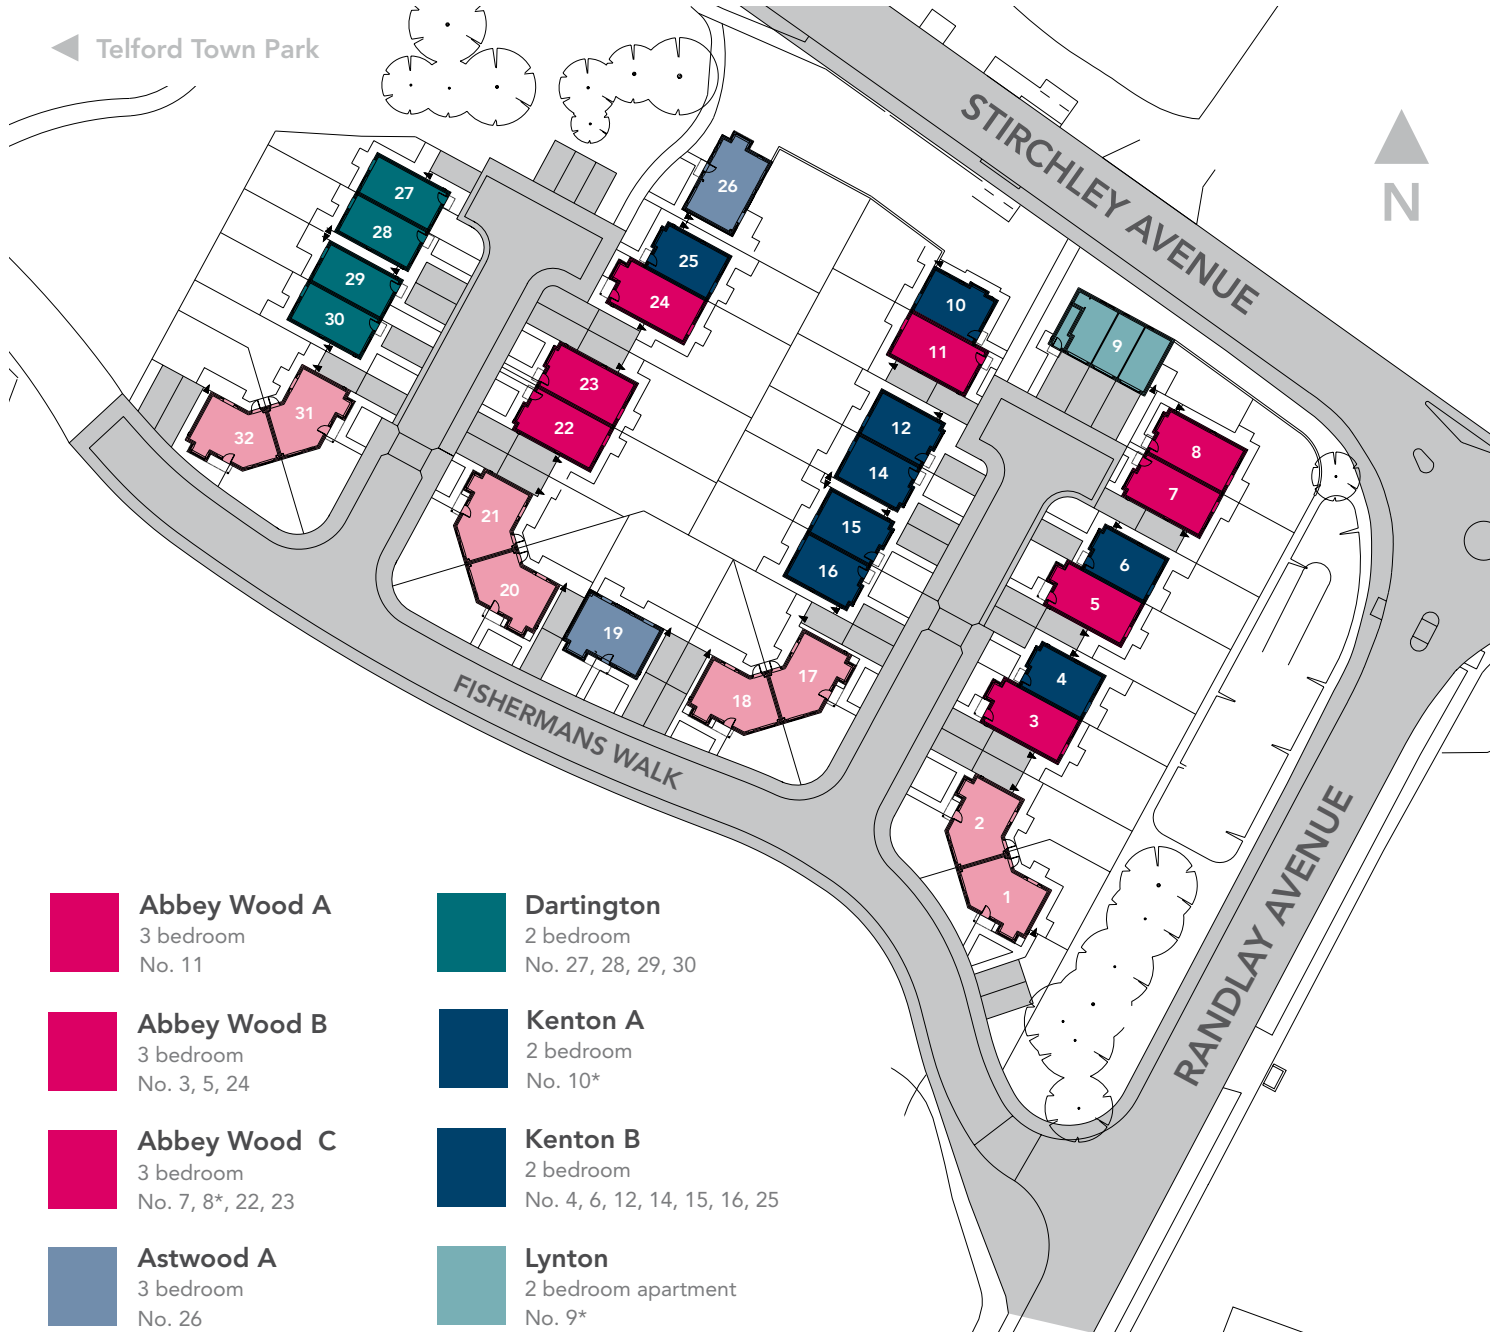 Telford Town Park
STIRCHLEY AVENUE
N
26
27
28
25
29
24
30
10
11
9
23
31
22
32
12
8
14
7
21
15
6
16
20
5
19
17
4
18
3
FISHERMANS WALK
2
1
RANDLAY AVENUE
Abbey Wood A
3 bedroom
No. 11
Abbey Wood B
3 bedroom
No. 3, 5, 24
Abbey Wood  C
3 bedroom
No. 7, 8*, 22, 23
Astwood A
3 bedroom
No. 26
Dartington
2 bedroom
No. 27, 28, 29, 30
Kenton A
2 bedroom
No. 10*
Kenton B
2 bedroom
No. 4, 6, 12, 14, 15, 16, 25
Lynton
2 bedroom apartment
No. 9*